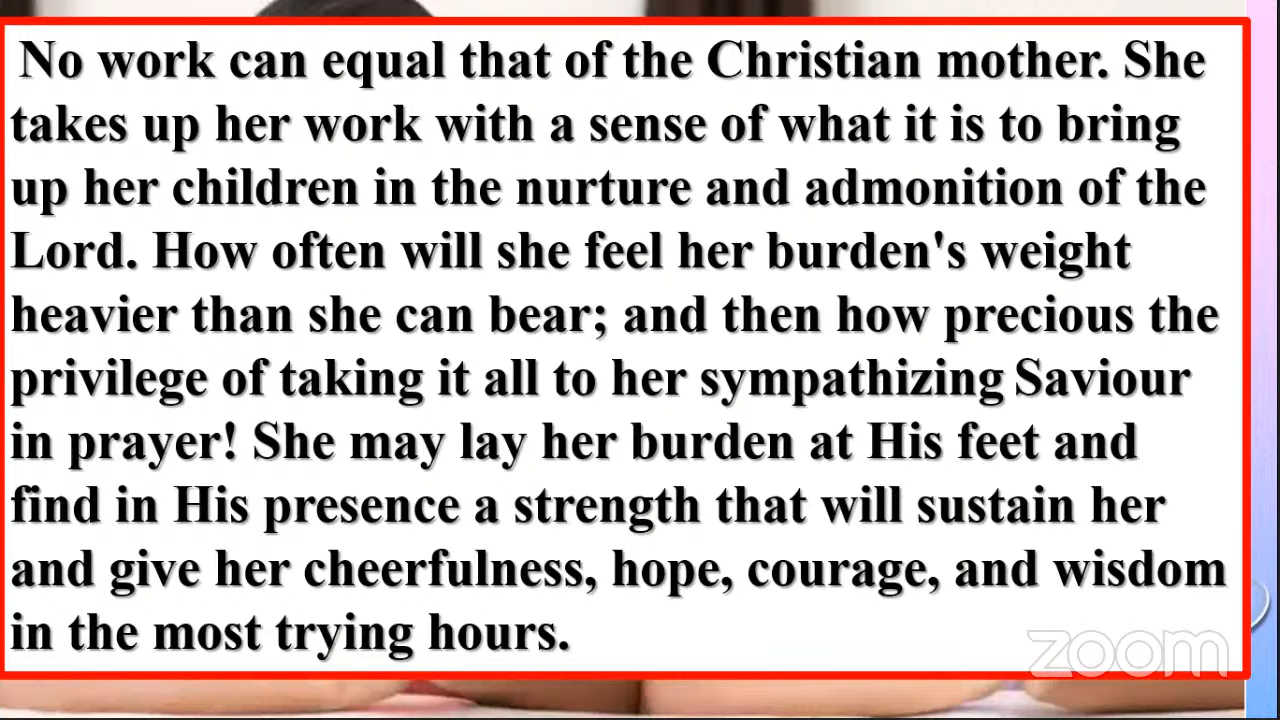 No work can equal that of the Christian mother. She
takes up her work with a sense of what it is to bring
up her children in the nurture and admonition of the
Lord. How often will she feel her burden's weight
heavier than she can bear; and then how precious the
privilege of taking it all to her sympathizing Saviour
in prayer! She may lay her burden at His feet and
find in His presence a strength that will sustain her
and give her cheerfulness, hope, courage, and wisdom
in the most trying hours.
zoom